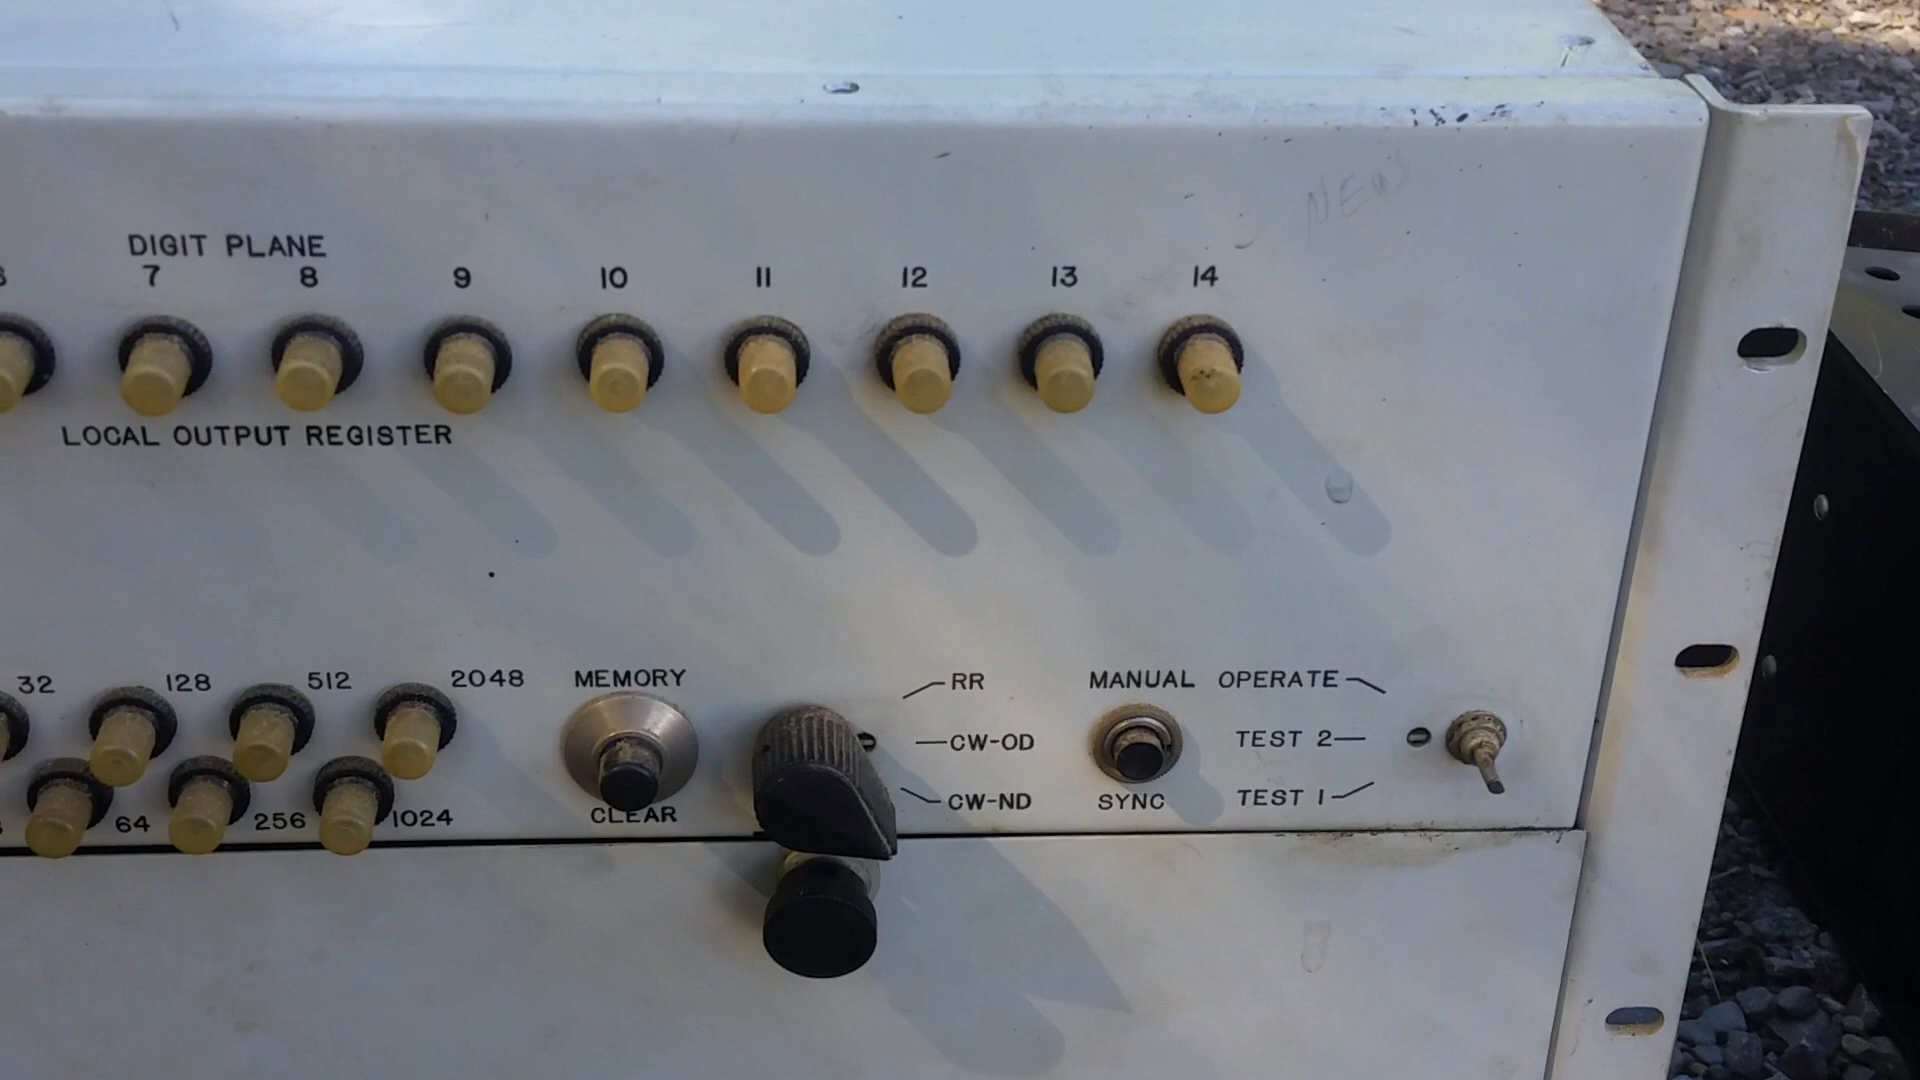 NEW
DIGIT PLANE
7 8 9 10 11 12 13 14
LOCAL OUTPUT REGISTER
32 128 512 2048
64 256 1024
MEMORY
CLEAR
RR
CW-OD
CW-ND
MANUAL
SYNC
OPERATE
TEST 2
TEST 1